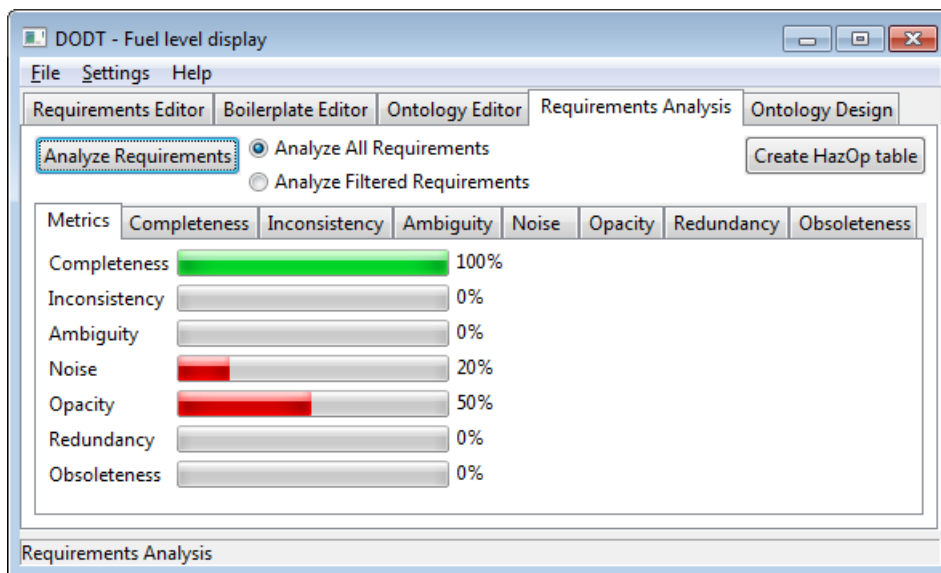 DODT - Fuel level display
File Settings Help
Requirements Editor Boilerplate Editor Ontology Editor Requirements Analysis Ontology Design
Analyze Requirements
Analyze All Requirements
Analyze Filtered Requirements
Create HazOp table
Metrics Completeness Inconsistency Ambiguity Noise Opacity Redundancy Obsoleteness
Completeness 100%
Inconsistency 0%
Ambiguity 0%
Noise 20%
Opacity 50%
Redundancy 0%
Obsoleteness 0%
Requirements Analysis